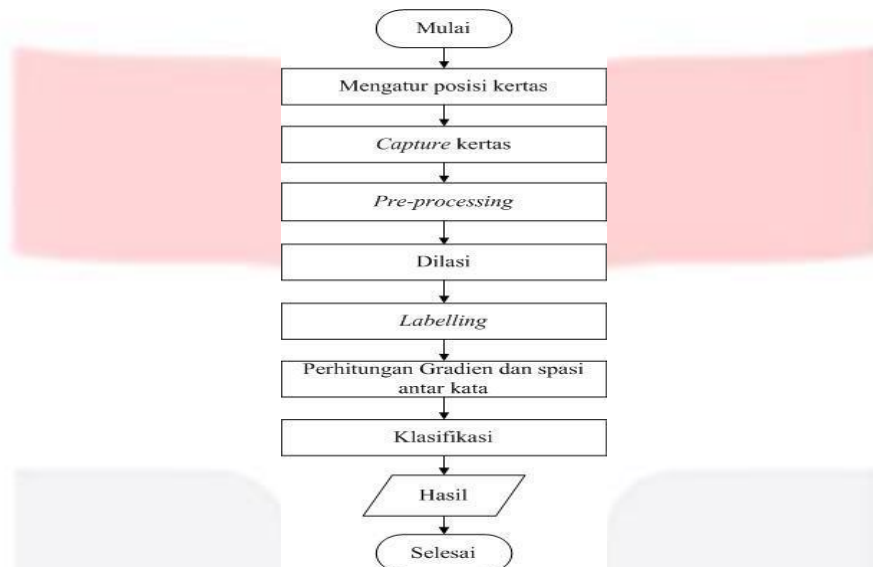 Mulai
Mengatur posisi kertas
Capture kertas
Pre-processing
Dilasi
Labelling
Perhitungan Gradien dan spasi
antar kata
Klasifikasi
Hasil
Selesai